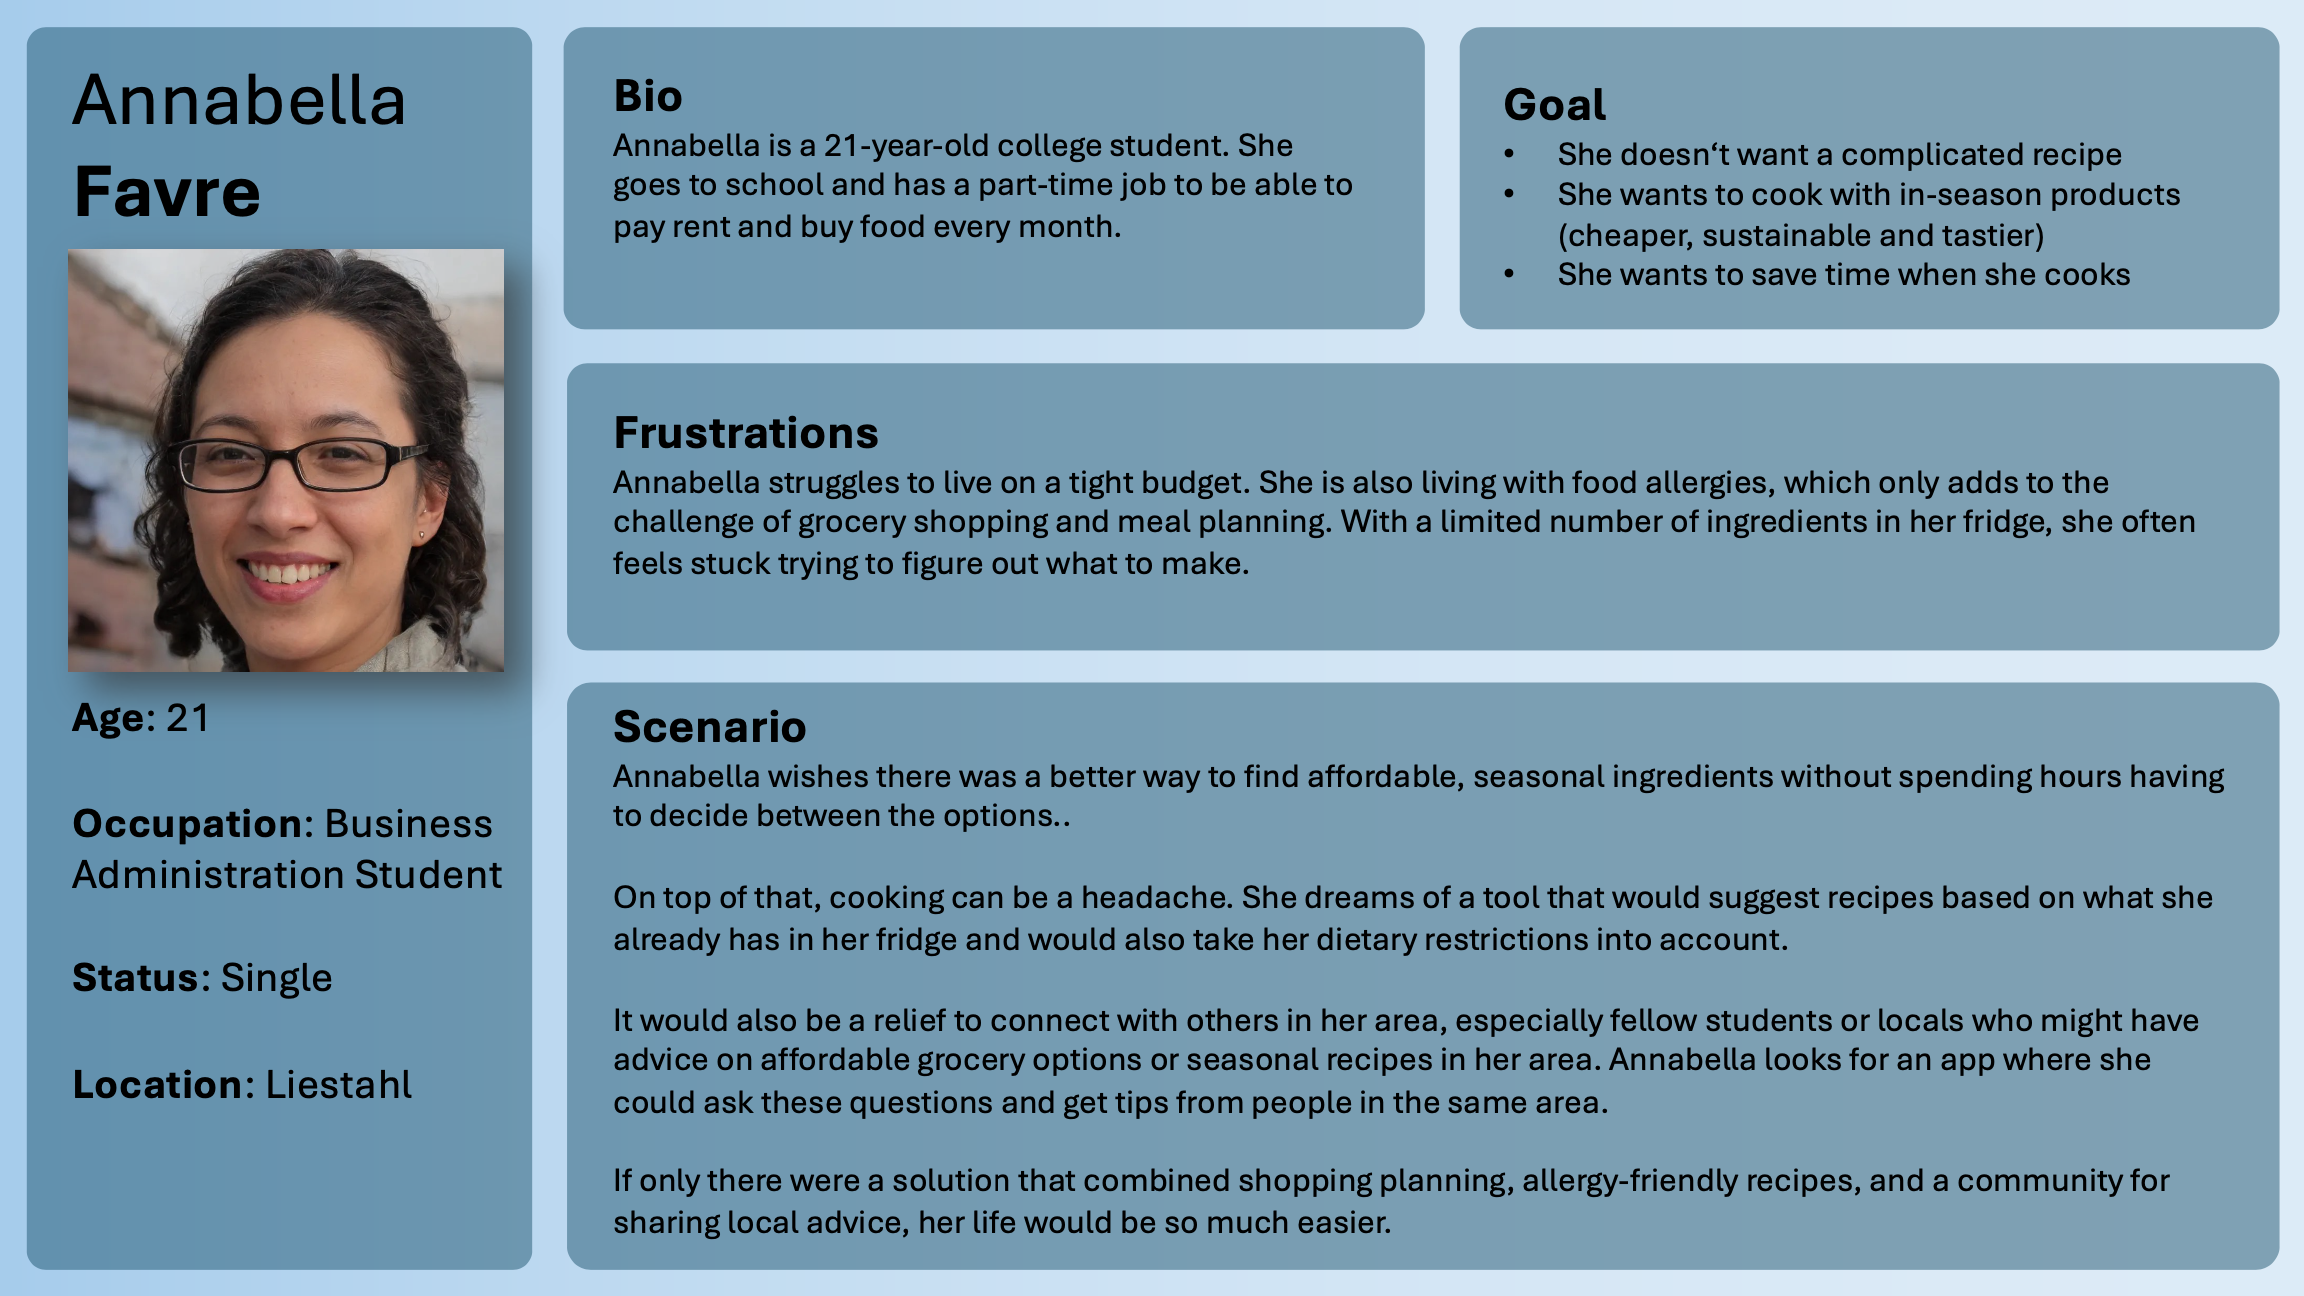 Annabella
Favre
Age: 21
Occupation: Business
Administration Student
Status: Single
Location: Liestahl
Bio
Annabella is a 21-year-old college student. She
goes to school and has a part-time job to be able to
pay rent and buy food every month.
Goal
• She doesn‘t want a complicated recipe
• She wants to cook with in-season products
(cheaper, sustainable and tastier)
• She wants to save time when she cooks
Frustrations
Annabella struggles to live on a tight budget. She is also living with food allergies, which only adds to the
challenge of grocery shopping and meal planning. With a limited number of ingredients in her fridge, she often
feels stuck trying to figure out what to make.
Scenario
Annabella wishes there was a better way to find affordable, seasonal ingredients without spending hours having
to decide between the options..
On top of that, cooking can be a headache. She dreams of a tool that would suggest recipes based on what she
already has in her fridge and would also take her dietary restrictions into account.
It would also be a relief to connect with others in her area, especially fellow students or locals who might have
advice on affordable grocery options or seasonal recipes in her area. Annabella looks for an app where she
could ask these questions and get tips from people in the same area.
If only there were a solution that combined shopping planning, allergy-friendly recipes, and a community for
sharing local advice, her life would be so much easier.